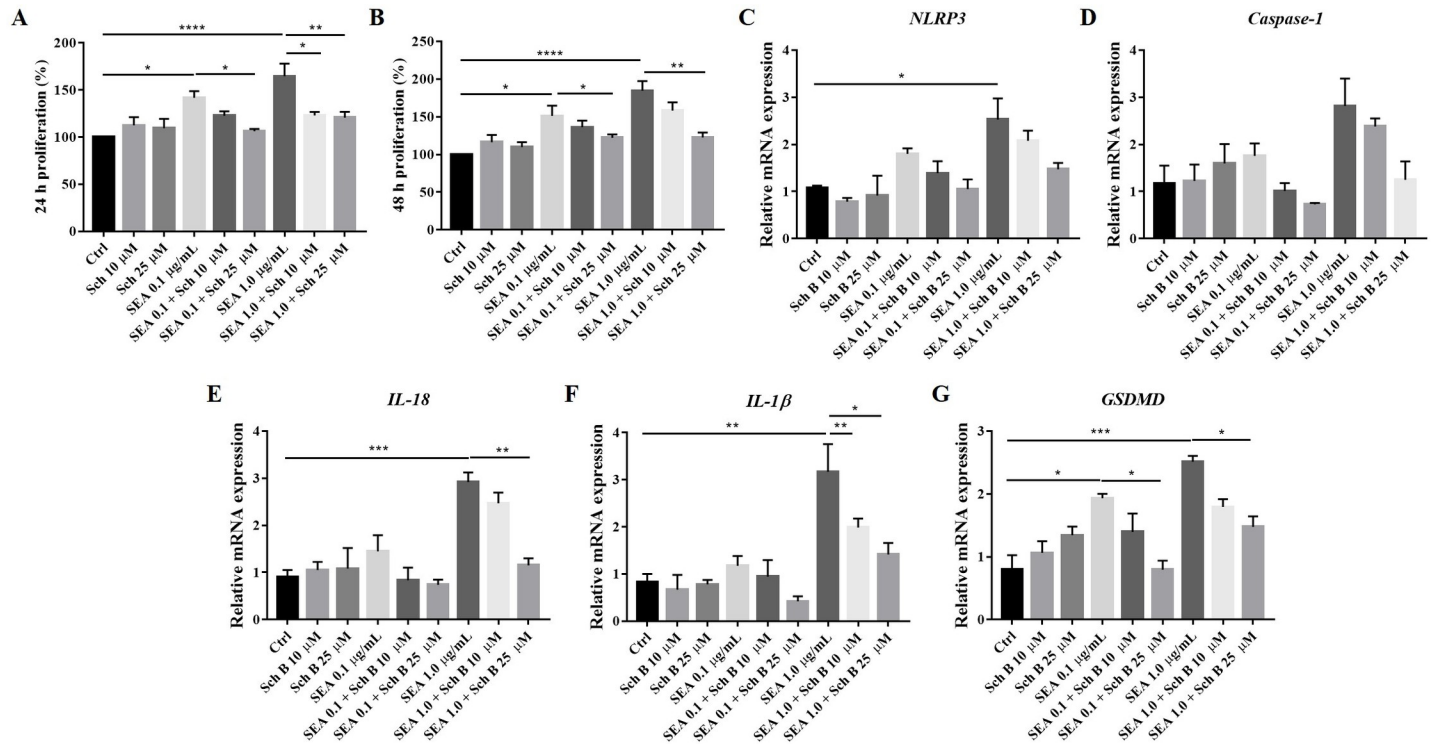 A
24 h proliferation (%)
200
150
100
50
0
****
**
*
*
*
Ctrl
Sch 10 μM
Sch 25 μM
SEA 0.1 μg/mL
SEA 0.1 + Sch 10 μM
SEA 0.1 + Sch 25 μM
SEA 1.0 μg/mL
SEA 1.0 + Sch 10 μM
SEA 1.0 + Sch 25 μM
B
48 h proliferation (%)
250
200
150
100
50
0
****
**
*
*
Ctrl
Sch 10 μM
Sch 25 μM
SEA 0.1 μg/mL
SEA 0.1 + Sch 10 μM
SEA 0.1 + Sch 25 μM
SEA 1.0 μg/mL
SEA 1.0 + Sch 10 μM
SEA 1.0 + Sch 25 μM
C
NLRP3
Relative mRNA expression
4
3
2
1
0
*
Ctrl
Sch B 10 μM
Sch B 25 μM
SEA 0.1 μg/mL
SEA 0.1 + Sch B 10 μM
SEA 0.1 + Sch B 25 μM
SEA 1.0 μg/mL
SEA 1.0 + Sch B 10 μM
SEA 1.0 + Sch B 25 μM
D
Caspase-1
Relative mRNA expression
4
3
2
1
0
Ctrl
Sch B 10 μM
Sch B 25 μM
SEA 0.1 μg/mL
SEA 0.1 + Sch B 10 μM
SEA 0.1 + Sch B 25 μM
SEA 1.0 μg/mL
SEA 1.0 + Sch B 10 μM
SEA 1.0 + Sch B 25 μM
E
IL-18
Relative mRNA expression
4
3
2
1
0
***
**
Ctrl
Sch B 10 μM
Sch B 25 μM
SEA 0.1 μg/mL
SEA 0.1 + Sch B 10 μM
SEA 0.1 + Sch B 25 μM
SEA 1.0 μg/mL
SEA 1.0 + Sch B 10 μM
SEA 1.0 + Sch B 25 μM
F
IL-1β
Relative mRNA expression
4
3
2
1
0
*
**
**
Ctrl
Sch B 10 μM
Sch B 25 μM
SEA 0.1 μg/mL
SEA 0.1 + Sch B 10 μM
SEA 0.1 + Sch B 25 μM
SEA 1.0 μg/mL
SEA 1.0 + Sch B 10 μM
SEA 1.0 + Sch B 25 μM
G
GSDMD
Relative mRNA expression
3
2
1
0
***
*
*
*
Ctrl
Sch B 10 μM
Sch B 25 μM
SEA 0.1 μg/mL
SEA 0.1 + Sch B 10 μM
SEA 0.1 + Sch B 25 μM
SEA 1.0 μg/mL
SEA 1.0 + Sch B 10 μM
SEA 1.0 + Sch B 25 μM